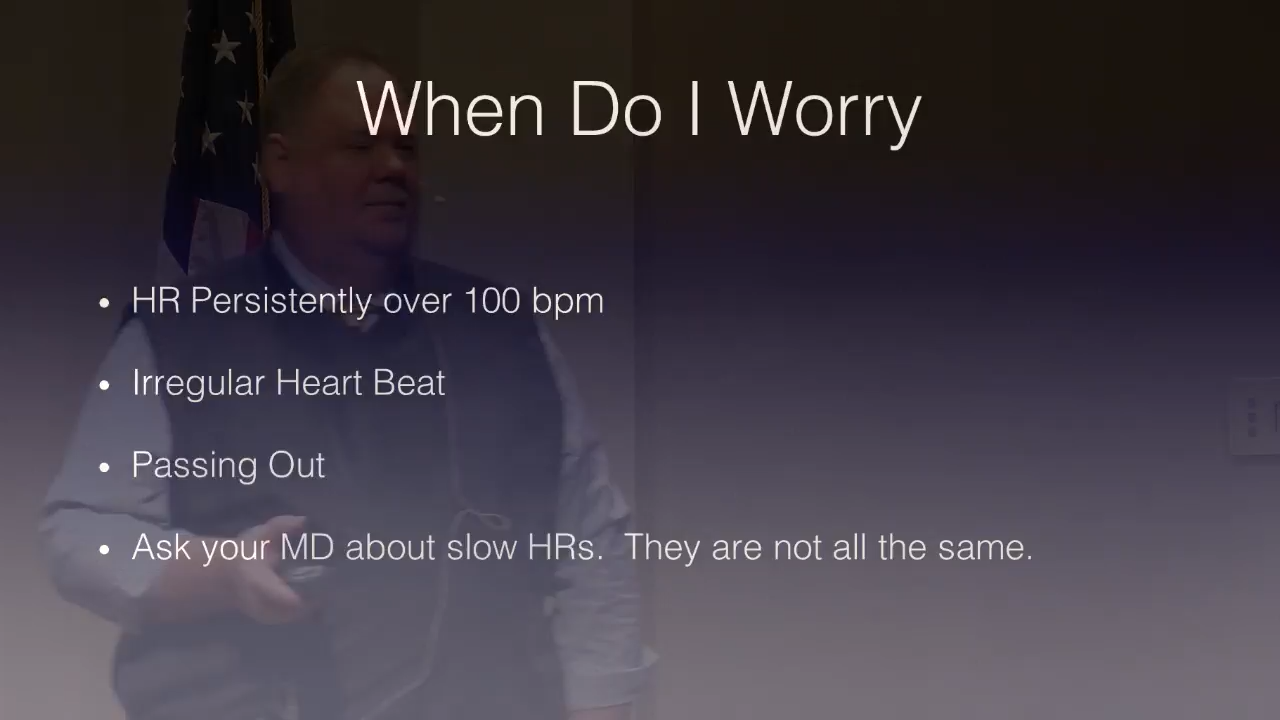 When Do I Worry
• HR Persistently over 100 bpm
• Irregular Heart Beat
• Passing Out
• Ask your MD about slow HRs.  They are not all the same.